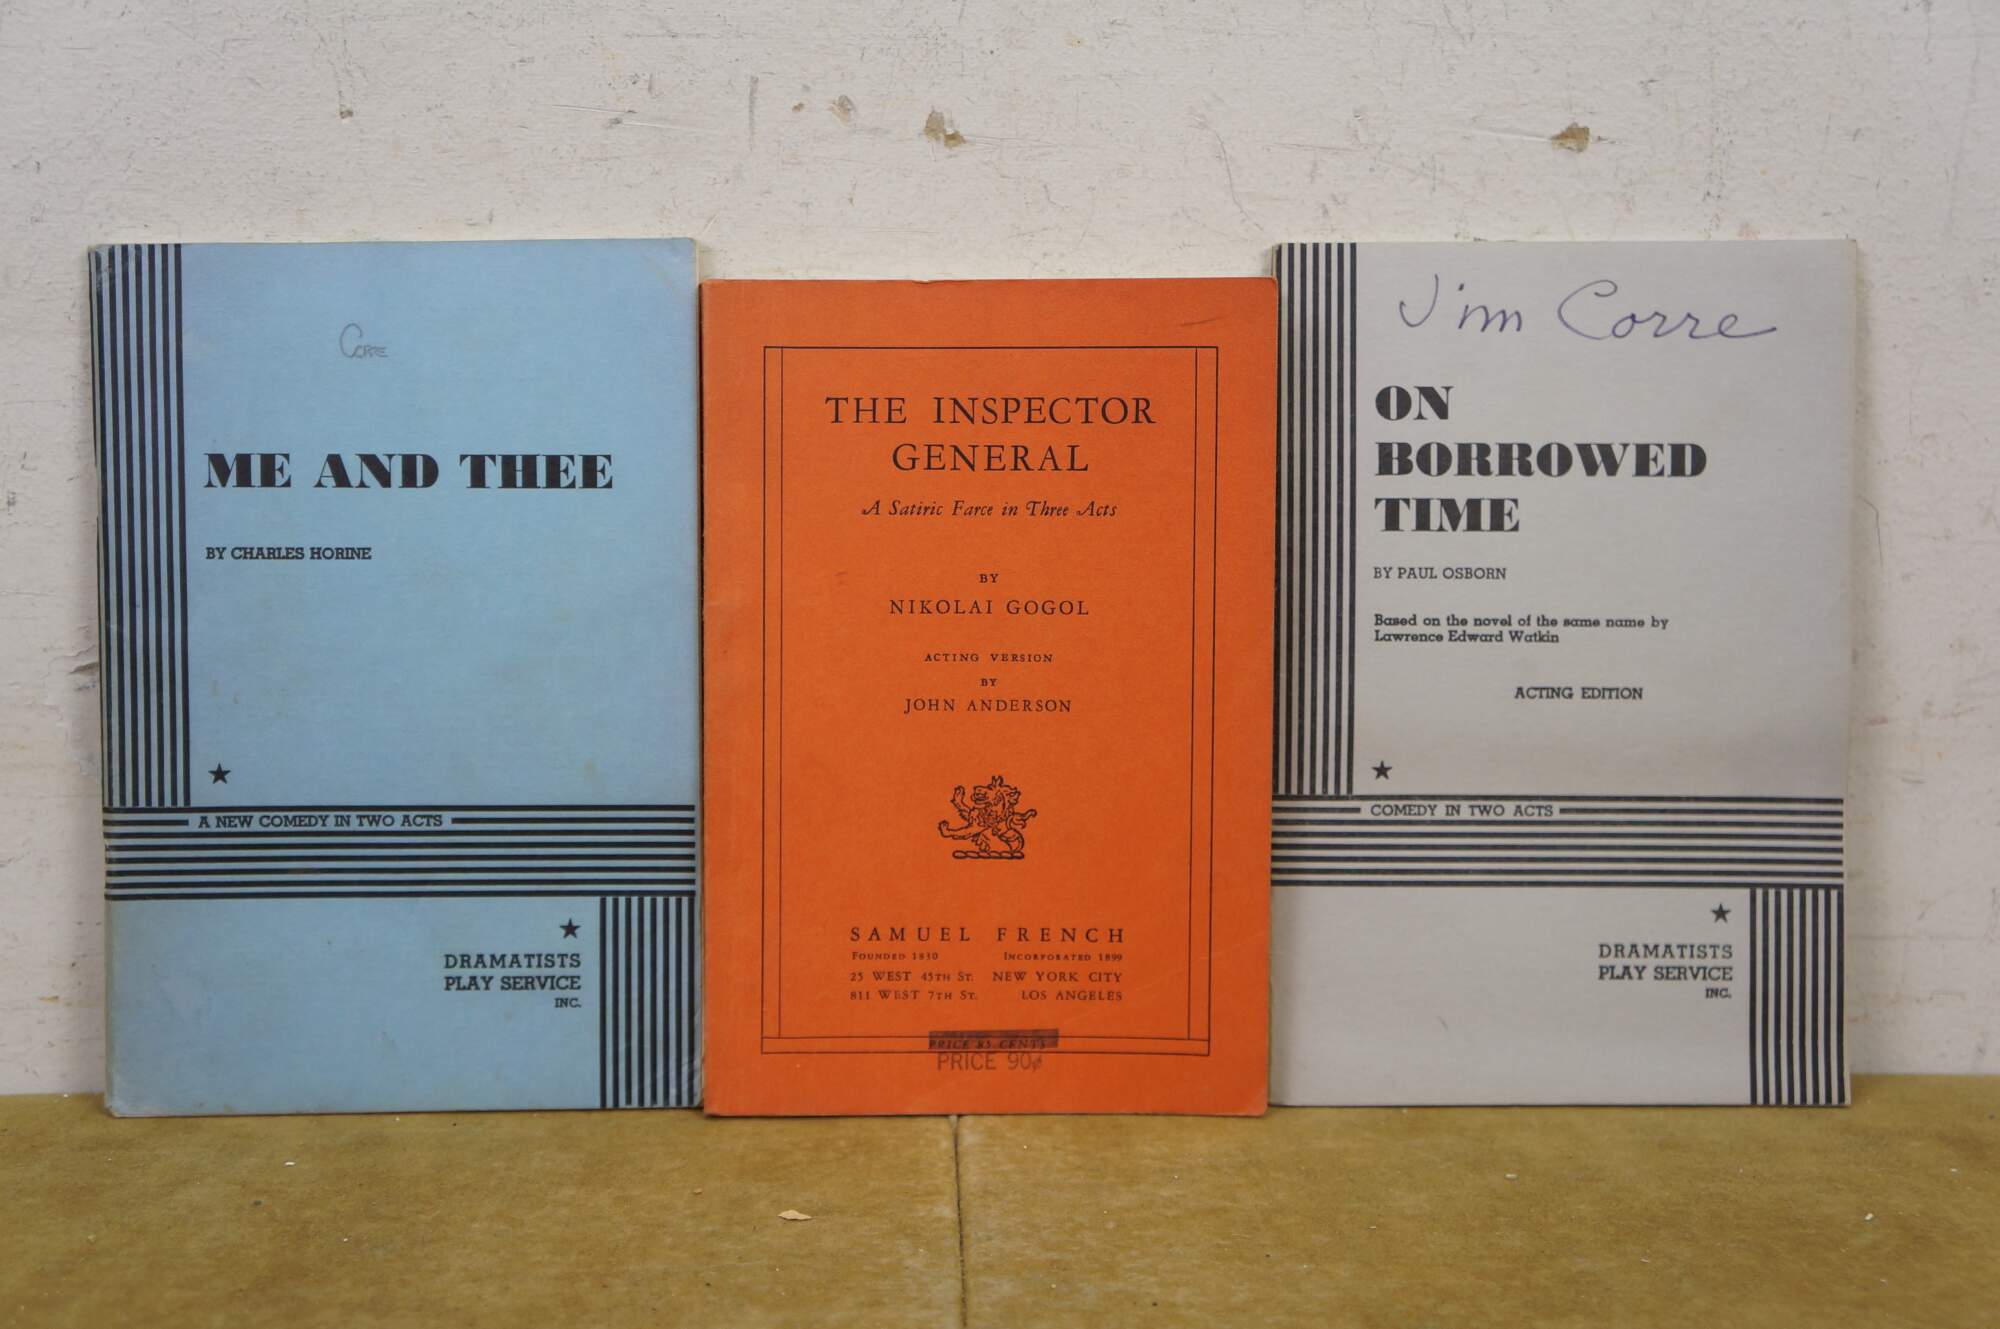 Corre
ME AND THEE
BY CHARLES HORINE
A NEW COMEDY IN TWO ACTS
DRAMATISTS
PLAY SERVICE
INC.
THE INSPECTOR
GENERAL
A Satiric Farce in Three Acts
BY
NIKOLAI GOGOL
ACTING VERSION
BY
JOHN ANDERSON
SAMUEL FRENCH
FOUNDED 1830 INCORPORATED 1899
25 WEST 45TH ST. NEW YORK CITY
811 WEST 7TH ST. LOS ANGELES
PRICE 85 CENTS
PRICE 90¢
Jim Corre
ON
BORROWED
TIME
BY PAUL OSBORN
Based on the novel of the same name by
Lawrence Edward Watkin
ACTING EDITION
COMEDY IN TWO ACTS
DRAMATISTS
PLAY SERVICE
INC.